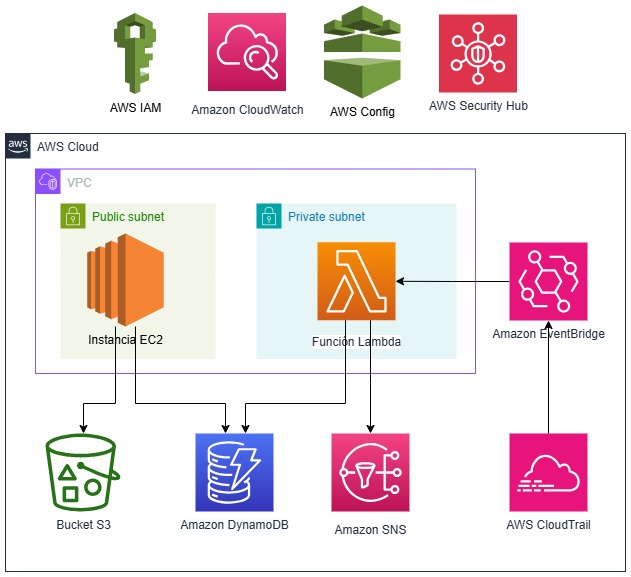 AWS IAM
Amazon CloudWatch
AWS Config
AWS Security Hub
aws
AWS Cloud
VPC
Public subnet
Private subnet
Instancia EC2
Función Lambda
Amazon EventBridge
Bucket S3
Amazon DynamoDB
Amazon SNS
AWS CloudTrail